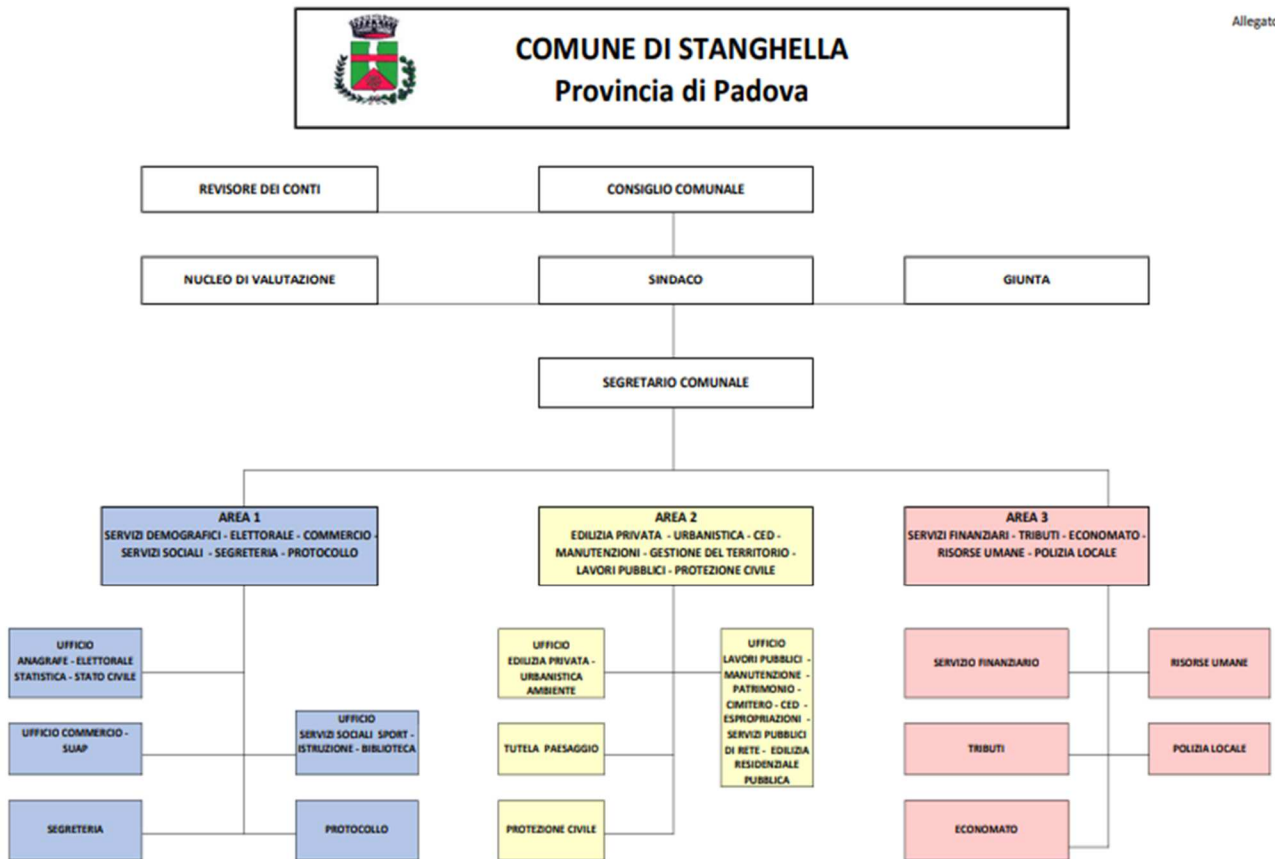 Allegato
COMUNE DI STANGHELLA
Provincia di Padova
REVISORE DEI CONTI
CONSIGLIO COMUNALE
NUCLEO DI VALUTAZIONE
SINDACO
GIUNTA
SEGRETARIO COMUNALE
AREA 1
SERVIZI DEMOGRAFICI - ELETTORALE - COMMERCIO -
SERVIZI SOCIALI - SEGRETERIA - PROTOCOLLO
AREA 2
EDILIZIA PRIVATA - URBANISTICA - CED -
MANUTENZIONI - GESTIONE DEL TERRITORIO -
LAVORI PUBBLICI - PROTEZIONE CIVILE
AREA 3
SERVIZI FINANZIARI - TRIBUTI - ECONOMATO -
RISORSE UMANE - POLIZIA LOCALE
UFFICIO
ANAGRAFE - ELETTORALE
STATISTICA - STATO CIVILE
UFFICIO COMMERCIO -
SUAP
UFFICIO
SERVIZI SOCIALI SPORT -
ISTRUZIONE - BIBLIOTECA
SEGRETERIA
PROTOCOLLO
UFFICIO
EDILIZIA PRIVATA -
URBANISTICA
AMBIENTE
UFFICIO
LAVORI PUBBLICI -
MANUTENZIONE -
PATRIMONIO -
CIMITERO - CED -
ESPROPRIAZIONI -
SERVIZI PUBBLICI
DI RETE - EDILIZIA
RESIDENZIALE
PUBBLICA
TUTELA PAESAGGIO
PROTEZIONE CIVILE
SERVIZIO FINANZIARIO
RISORSE UMANE
TRIBUTI
POLIZIA LOCALE
ECONOMATO